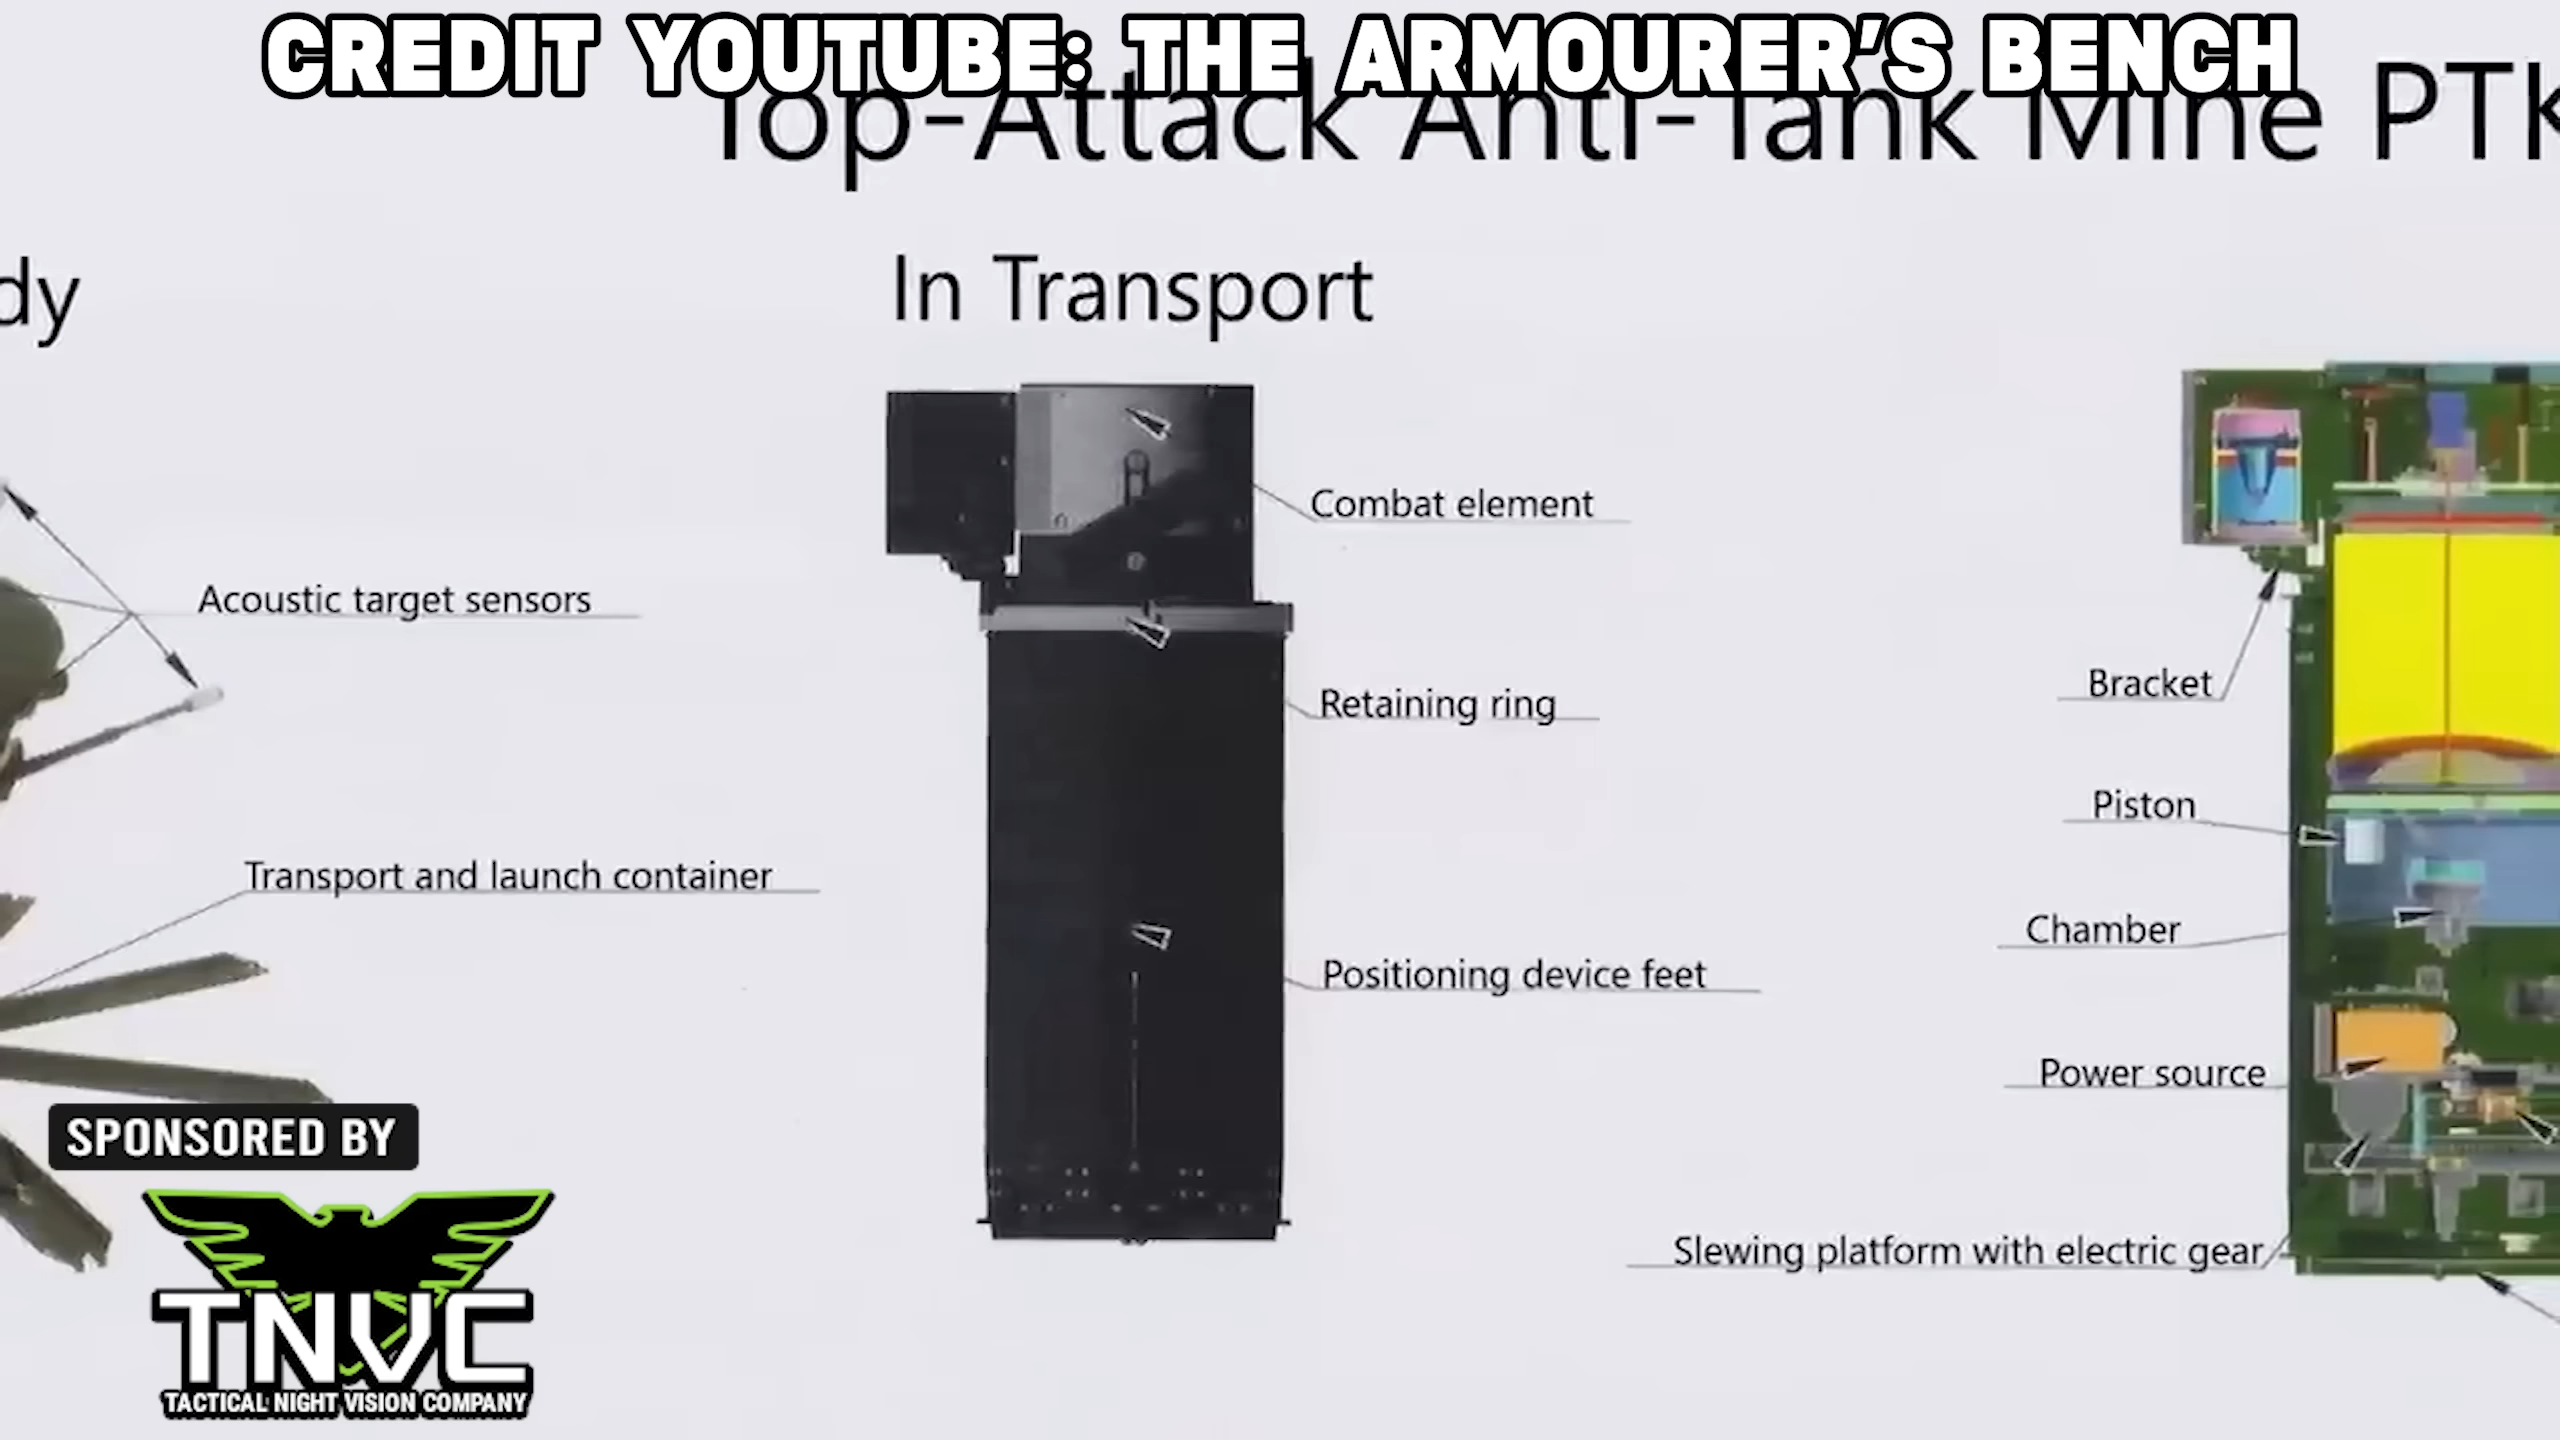 CREDIT YOUTUBE: THE ARMOURER'S BENCH
Top-Attack Anti-Tank Mine PTK
dy
In Transport
Combat element
Acoustic target sensors
Retaining ring
Bracket
Piston
Transport and launch container
Chamber
Positioning device feet
Power source
SPONSORED BY
Slewing platform with electric gear
TNVC
TACTICAL NIGHT VISION COMPANY